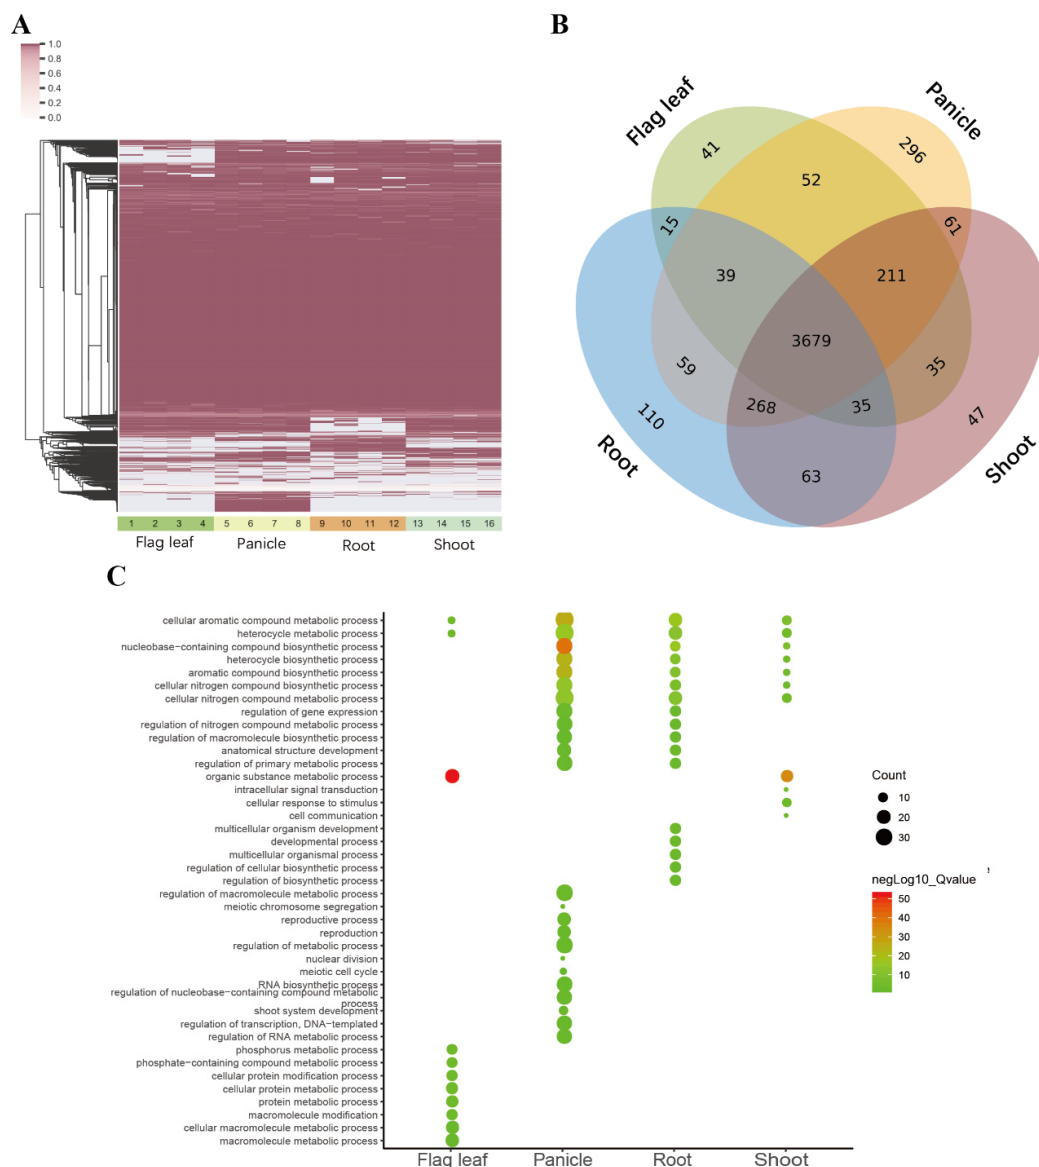 A
1.0
0.8
0.6
0.4
0.2
0.0
1 2 3 4 5 6 7 8 9 10 11 12 13 14 15 16
Flag leaf Panicle Root Shoot
B
Flag leaf
Panicle
41
296
52
15
61
39
211
3679
59
35
268
35
110
47
63
Root
Shoot
C
cellular aromatic compound metabolic process
heterocycle metabolic process
nucleobase-containing compound biosynthetic process
heterocycle biosynthetic process
aromatic compound biosynthetic process
cellular nitrogen compound biosynthetic process
cellular nitrogen compound metabolic process
regulation of gene expression
regulation of nitrogen compound metabolic process
regulation of macromolecule biosynthetic process
anatomical structure development
regulation of primary metabolic process
organic substance metabolic process
intracellular signal transduction
cellular response to stimulus
cell communication
multicellular organism development
developmental process
multicellular organismal process
regulation of cellular biosynthetic process
regulation of biosynthetic process
regulation of macromolecule metabolic process
meiotic chromosome segregation
reproductive process
reproduction
regulation of metabolic process
nuclear division
meiotic cell cycle
RNA biosynthetic process
regulation of nucleobase-containing compound metabolic
process
shoot system development
regulation of transcription, DNA-templated
regulation of RNA metabolic process
phosphorus metabolic process
phosphate-containing compound metabolic process
cellular protein modification process
cellular protein metabolic process
protein metabolic process
macromolecule modification
cellular macromolecule metabolic process
macromolecule metabolic process
Flag leaf Panicle Root Shoot
Count
10
20
30
negLog10_Qvalue
50
40
30
20
10